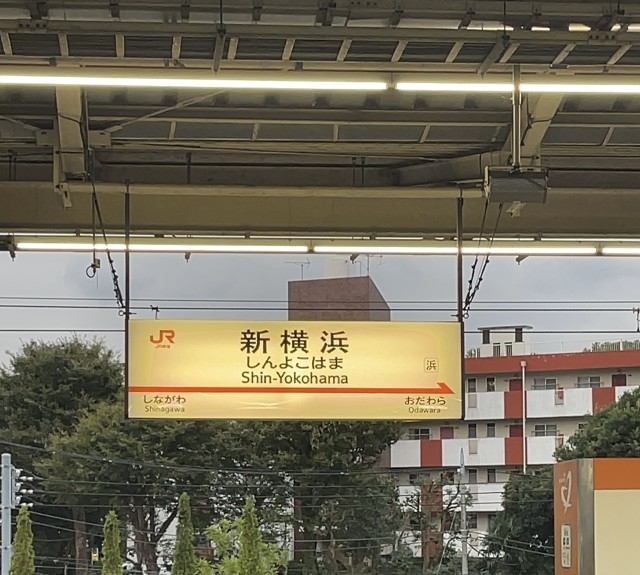 JR
新横浜
しんよこはま
Shin-Yokohama
浜
しながわ
Shinagawa
おだわら
Odawara